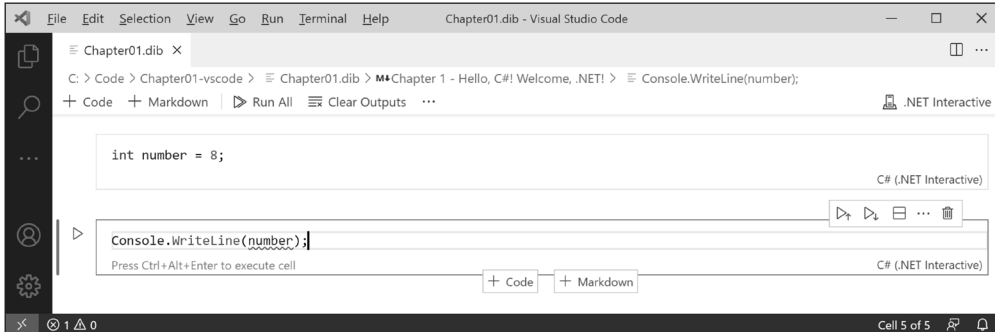 File Edit Selection View Go Run Terminal Help Chapter01.dib - Visual Studio Code
Chapter01.dib
C: > Code > Chapter01-vscode > Chapter01.dib > M↓Chapter 1 - Hello, C#! Welcome, .NET! > Console.WriteLine(number);
+ Code + Markdown Run All Clear Outputs ··· .NET Interactive
int number = 8;
C# (.NET Interactive)
Console.WriteLine(number);
Press Ctrl+Alt+Enter to execute cell C# (.NET Interactive)
+ Code + Markdown
1 0 Cell 5 of 5